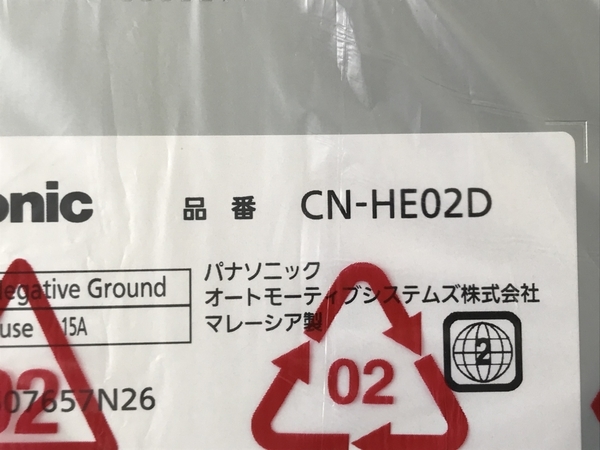 onic
品番 CN-HE02D
Negative Ground
use 15A
パナソニック
オートモーティブシステムズ株式会社
マレーシア製
2
02
07657N26
02